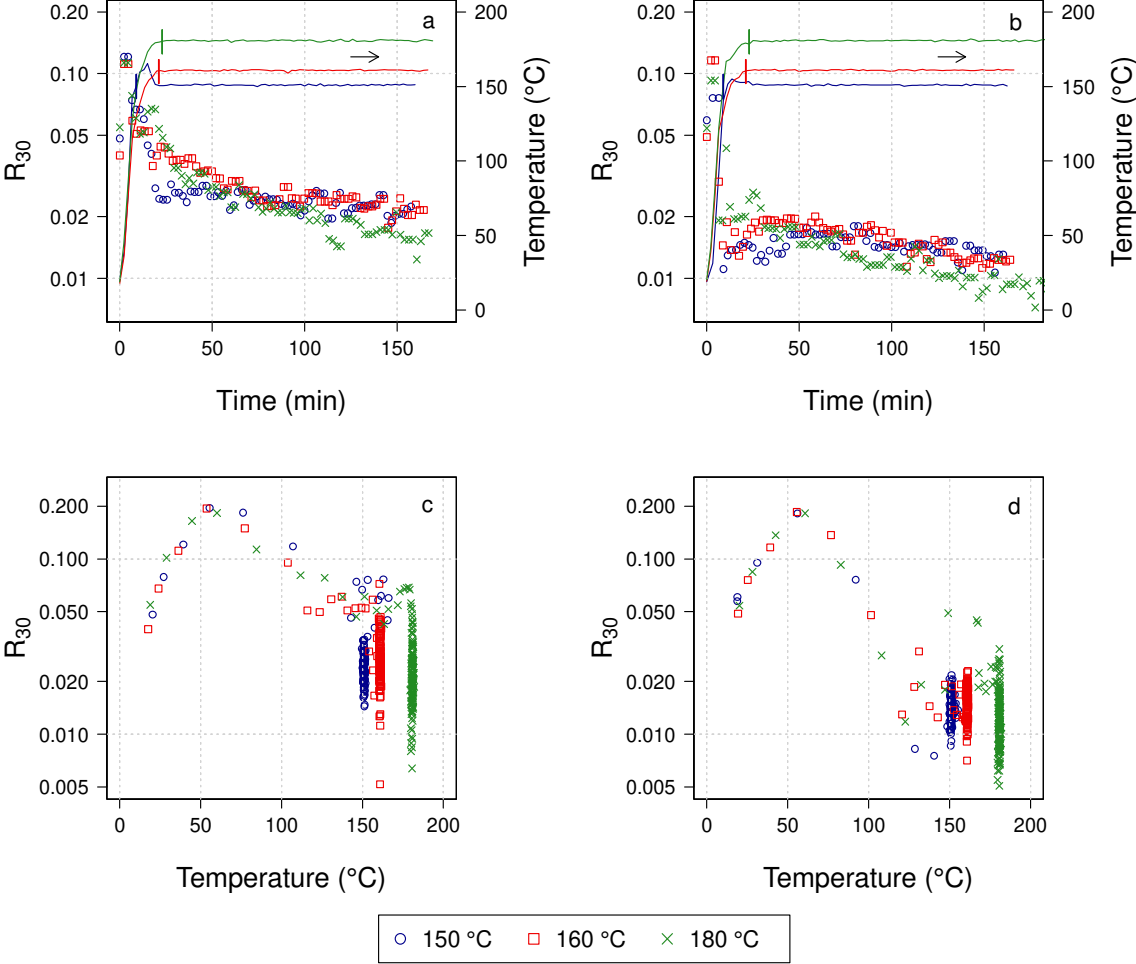 a
b
0.20
0.10
0.05
0.02
0.01
R30
200
150
100
50
0
Temperature (°C)
0.20
0.10
0.05
0.02
0.01
R30
200
150
100
50
0
Temperature (°C)
0 50 100 150
0 50 100 150
Time (min)
Time (min)
c
d
0.200
0.100
0.050
0.020
0.010
0.005
R30
0.200
0.100
0.050
0.020
0.010
0.005
R30
0 50 100 150 200
0 50 100 150 200
Temperature (°C)
Temperature (°C)
150 °C 160 °C 180 °C